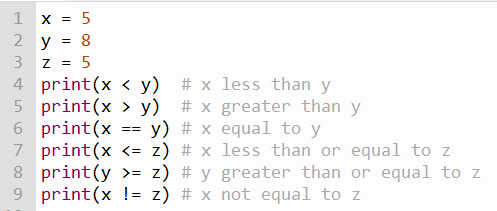 1 x = 5
2 y = 8
3 z = 5
4 print(x < y)  # x less than y
5 print(x > y)  # x greater than y
6 print(x == y) # x equal to y
7 print(x <= z) # x less than or equal to z
8 print(y >= z) # y greater than or equal to z
9 print(x != z) # x not equal to z